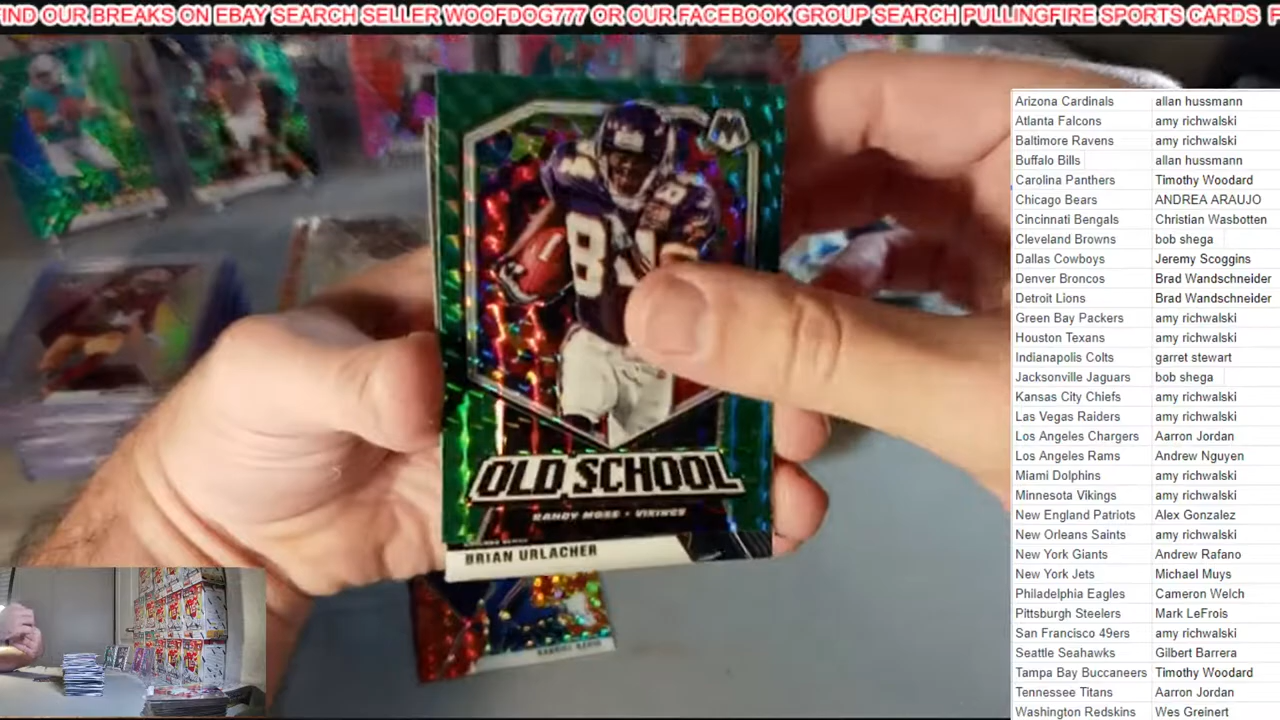 FIND OUR BREAKS ON EBAY SEARCH SELLER WOOFDOG777 OR OUR FACEBOOK GROUP SEARCH PULLINGFIRE SPORTS CARDS F
84
OLD SCHOOL
RANDY MOSS • VIKINGS
BRIAN URLACHER
GABRIEL DAVIS
Arizona Cardinals allan hussmann
Atlanta Falcons amy richwalski
Baltimore Ravens amy richwalski
Buffalo Bills allan hussmann
Carolina Panthers Timothy Woodard
Chicago Bears ANDREA ARAUJO
Cincinnati Bengals Christian Wasbotten
Cleveland Browns bob shega
Dallas Cowboys Jeremy Scoggins
Denver Broncos Brad Wandschneider
Detroit Lions Brad Wandschneider
Green Bay Packers amy richwalski
Houston Texans amy richwalski
Indianapolis Colts garret stewart
Jacksonville Jaguars bob shega
Kansas City Chiefs amy richwalski
Las Vegas Raiders amy richwalski
Los Angeles Chargers Aarron Jordan
Los Angeles Rams Andrew Nguyen
Miami Dolphins amy richwalski
Minnesota Vikings amy richwalski
New England Patriots Alex Gonzalez
New Orleans Saints amy richwalski
New York Giants Andrew Rafano
New York Jets Michael Muys
Philadelphia Eagles Cameron Welch
Pittsburgh Steelers Mark LeFrois
San Francisco 49ers amy richwalski
Seattle Seahawks Gilbert Barrera
Tampa Bay Buccaneers Timothy Woodard
Tennessee Titans Aarron Jordan
Washington Redskins Wes Greinert